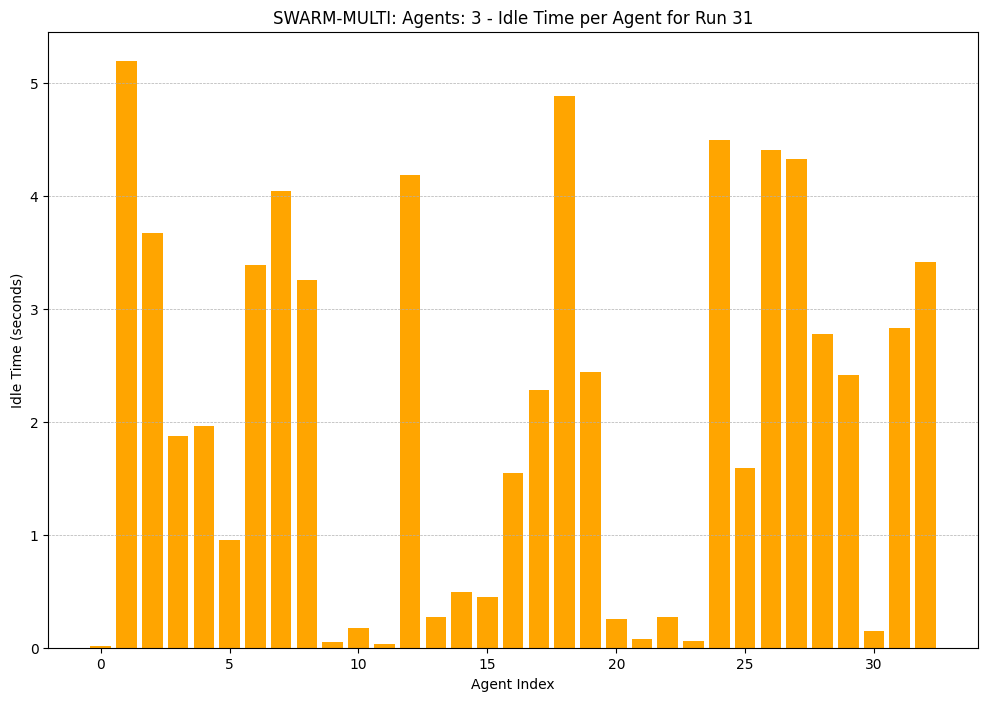 SWARM-MULTI: Agents: 3 - Idle Time per Agent for Run 31
Idle Time (seconds)
5
4
3
2
1
0
0 5 10 15 20 25 30
Agent Index